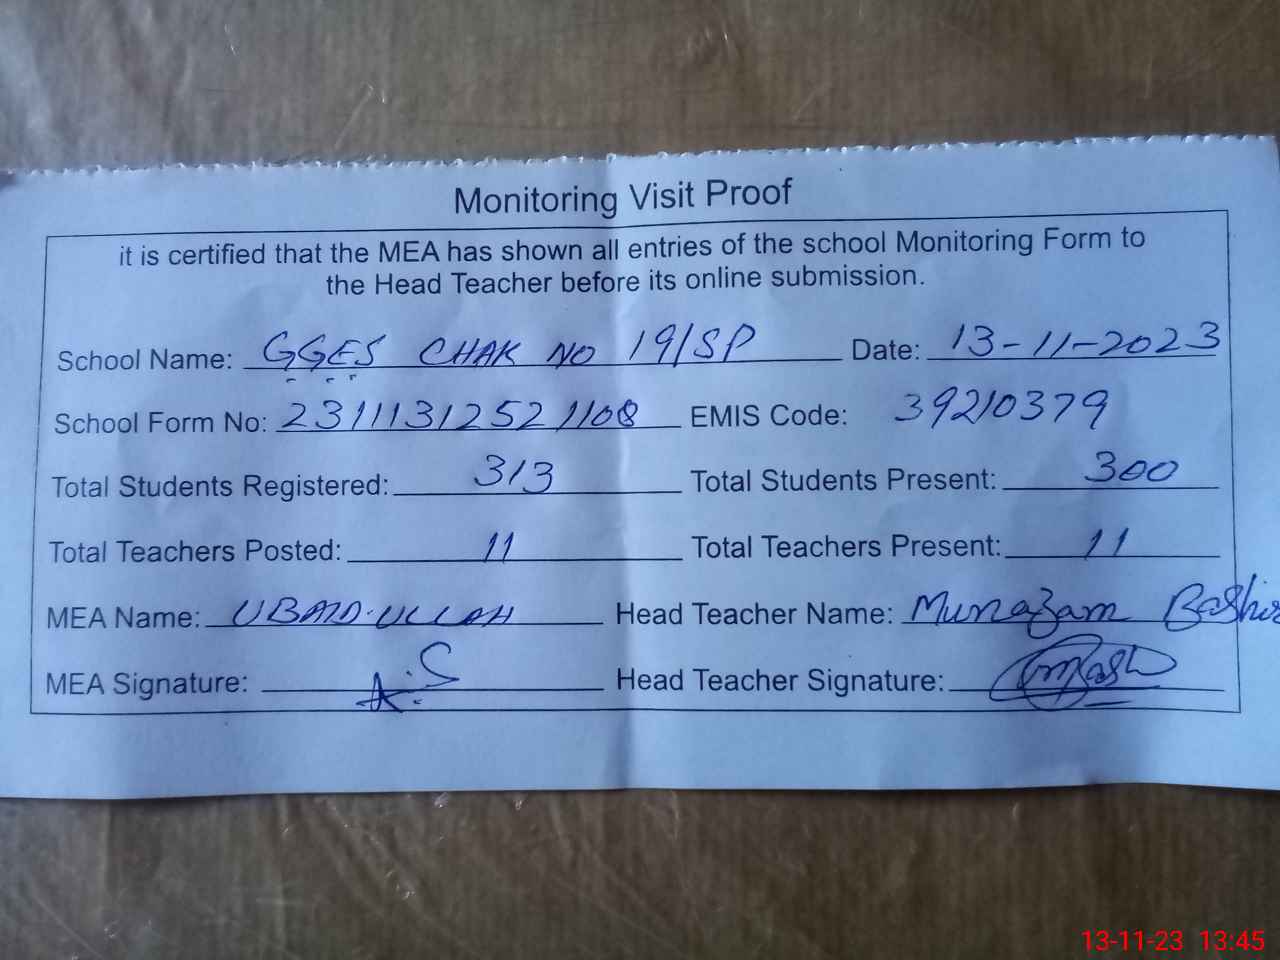 Monitoring Visit Proof
it is certified that the MEA has shown all entries of the school Monitoring Form to
the Head Teacher before its online submission.
School Name: GGES CHAK NO 19/SP Date: 13-11-2023
School Form No: 23111312521108 EMIS Code: 39210379
Total Students Registered: 313 Total Students Present: 300
Total Teachers Posted: 11 Total Teachers Present: 11
MEA Name: UBAID-ULLAH Head Teacher Name: Munazam Bashir
MEA Signature: Head Teacher Signature:
13-11-23 13:45